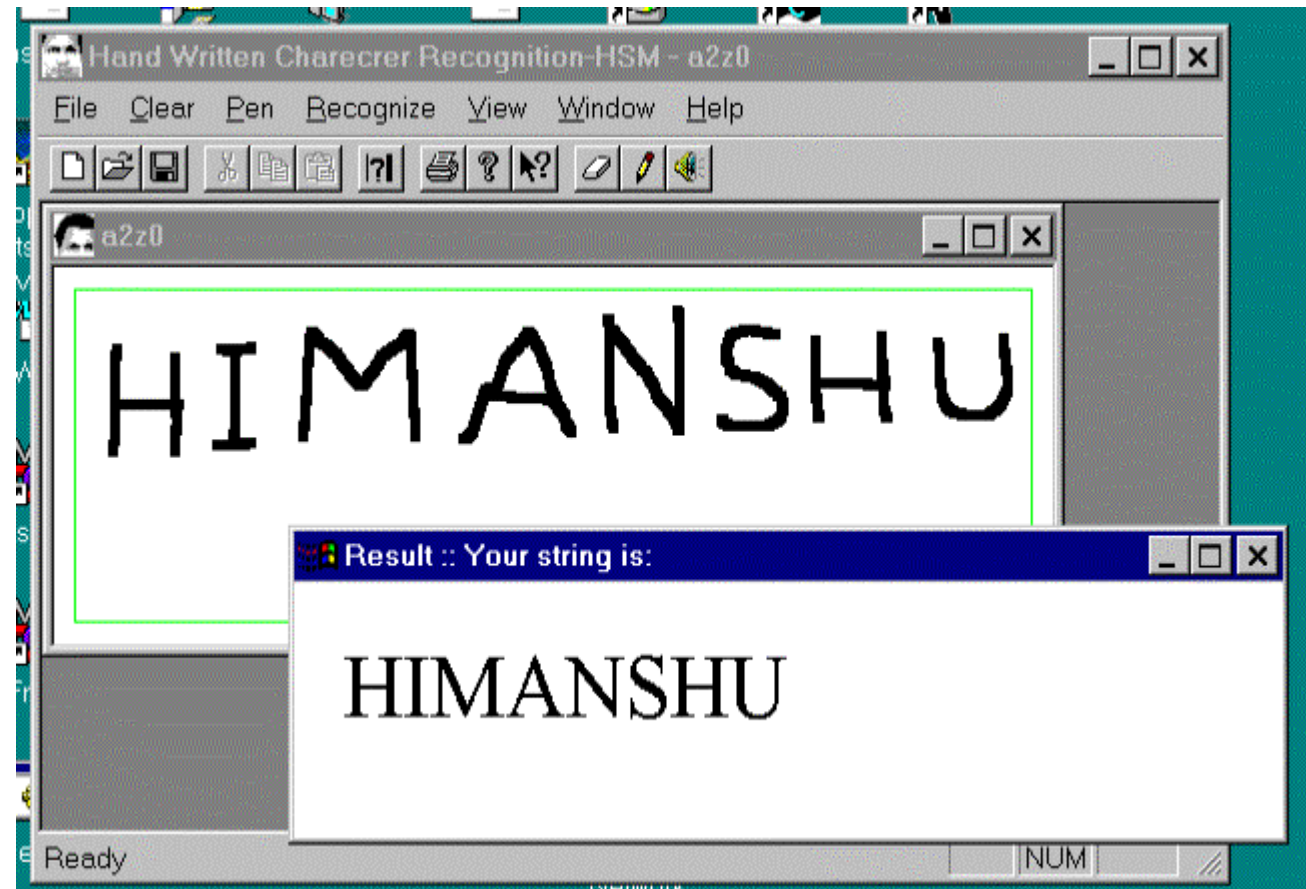 Hand Written Charecrer Recognition-HSM - a2z0
File Clear Pen Recognize View Window Help
a2z0
HIMANSHU
Result :: Your string is:
HIMANSHU
Ready NUM